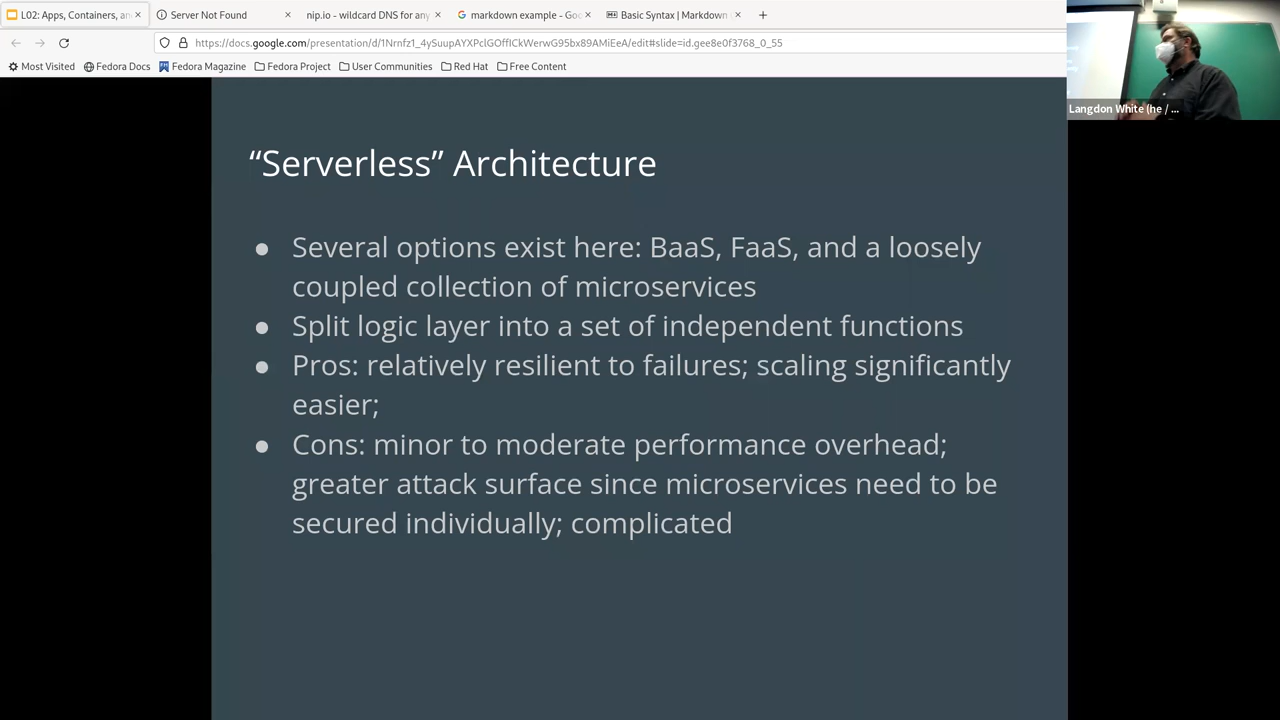 L02: Apps, Containers, an
Server Not Found
nip.io - wildcard DNS for any
markdown example - Goo
Basic Syntax | Markdown
https://docs.google.com/presentation/d/1Nrnfz1_4ySuupAYXPclGOffICkWerwG95bx89AMiEeA/edit#slide=id.gee8e0f3768_0_55
Most Visited
Fedora Docs
Fedora Magazine
Fedora Project
User Communities
Red Hat
Free Content
Langdon White (he / ...
“Serverless” Architecture
● Several options exist here: BaaS, FaaS, and a loosely
coupled collection of microservices
● Split logic layer into a set of independent functions
● Pros: relatively resilient to failures; scaling significantly
easier;
● Cons: minor to moderate performance overhead;
greater attack surface since microservices need to be
secured individually; complicated